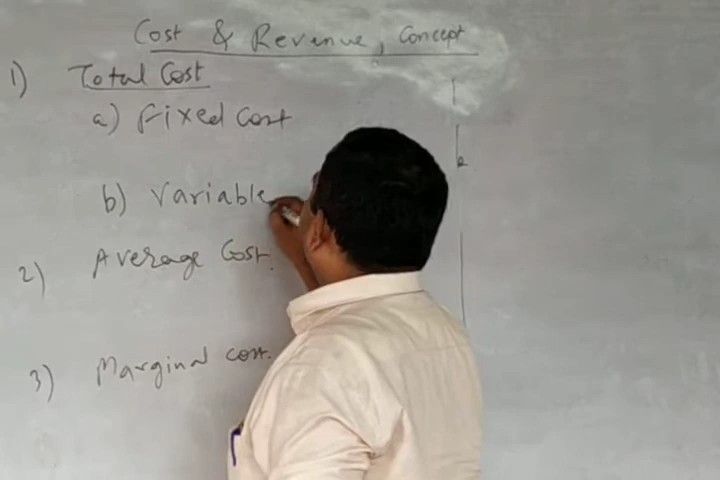 Cost & Revenue, Concept
1) Total Cost
a) Fixed Cost
b) Variable
2) Average Cost.
3) Marginal cost.